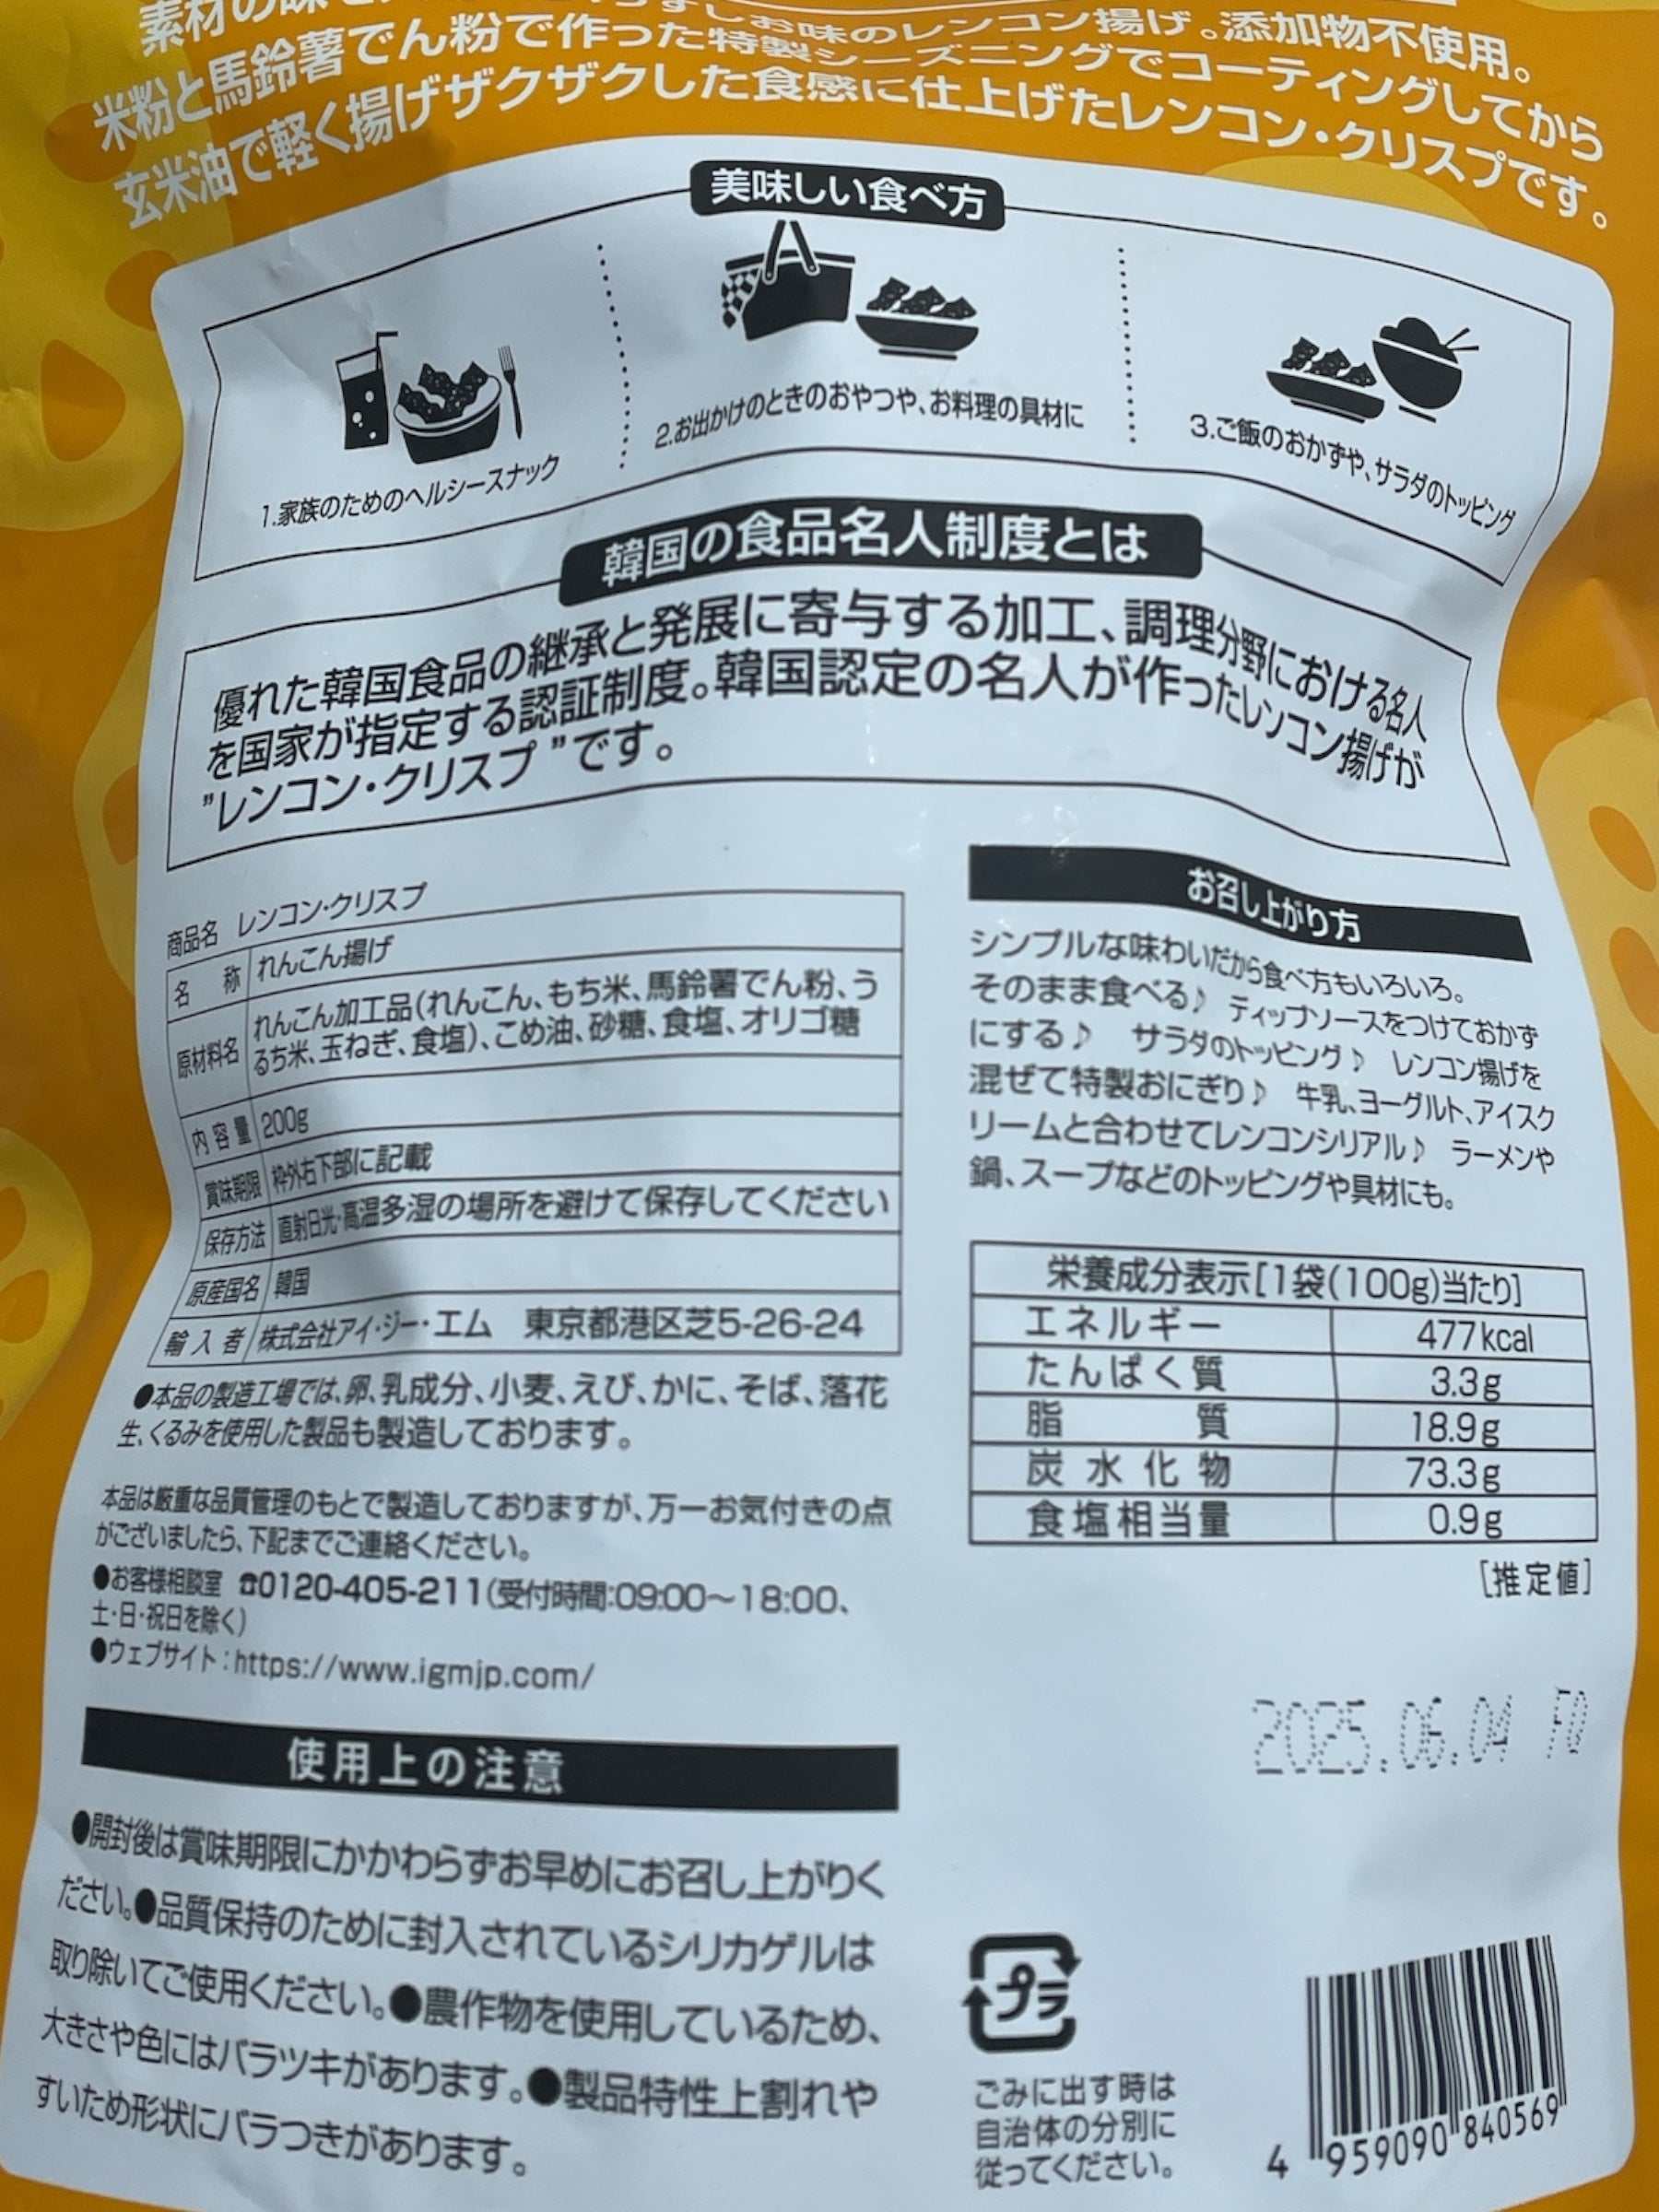 素材の味
すしお味のレンコン揚げ。添加物不使用。
米粉と馬鈴薯でん粉で作った特製シーズニングでコーティングしてから
玄米油で軽く揚げザクザクした食感に仕上げたレンコン・クリスプです。
美味しい食べ方
1.家族のためのヘルシースナック
2.お出かけのときのおやつや、お料理の具材に
3.ご飯のおかずや、サラダのトッピング
韓国の食品名人制度とは
優れた韓国食品の継承と発展に寄与する加工、調理分野における名人
を国家が指定する認証制度。韓国認定の名人が作ったレンコン揚げが
"レンコン・クリスプ"です。
商品名 レンコン・クリスプ
名 称 れんこん揚げ
原材料名 れんこん加工品(れんこん、もち米、馬鈴薯でん粉、う
るち米、玉ねぎ、食塩)、こめ油、砂糖、食塩、オリゴ糖
内容量 200g
賞味期限 枠外右下部に記載
保存方法 直射日光・高温多湿の場所を避けて保存してください
原産国名 韓国
輸入者 株式会社アイ・ジー・エム 東京都港区芝5-26-24
●本品の製造工場では、卵、乳成分、小麦、えび、かに、そば、落花
生、くるみを使用した製品も製造しております。
本品は厳重な品質管理のもとで製造しておりますが、万一お気付きの点
がございましたら、下記までご連絡ください。
●お客様相談室 ☎0120-405-211(受付時間:09:00〜18:00、
土・日・祝日を除く)
●ウェブサイト:https://www.igmjp.com/
使用上の注意
●開封後は賞味期限にかかわらずお早めにお召し上がりく
ださい。●品質保持のために封入されているシリカゲルは
取り除いてご使用ください。●農作物を使用しているため、
大きさや色にはバラツキがあります。●製品特性上割れや
すいため形状にバラつきがあります。
お召し上がり方
シンプルな味わいだから食べ方もいろいろ。
そのまま食べる♪ ディップソースをつけておかず
にする♪ サラダのトッピング♪ レンコン揚げを
混ぜて特製おにぎり♪ 牛乳、ヨーグルト、アイスク
リームと合わせてレンコンシリアル♪ ラーメンや
鍋、スープなどのトッピングや具材にも。
栄養成分表示[1袋(100g)当たり]
エネルギー 477kcal
たんぱく質 3.3g
脂質 18.9g
炭水化物 73.3g
食塩相当量 0.9g
[推定値]
2025.06.04 F0
プラ
ごみに出す時は
自治体の分別に
従ってください。
4 959090 840569